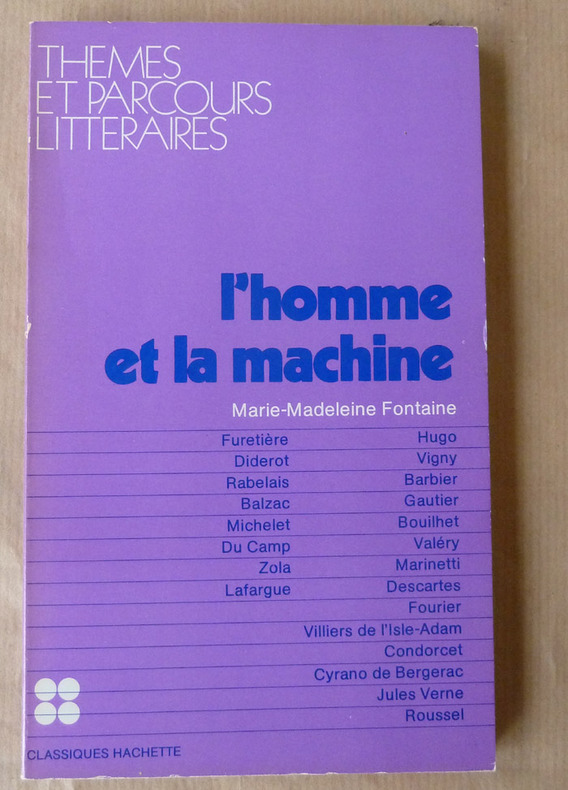 THEMES
ET PARCOURS
LITTERAIRES
l'homme
et la machine
Marie-Madeleine Fontaine
Furetière
Diderot
Rabelais
Balzac
Michelet
Du Camp
Zola
Lafargue
Hugo
Vigny
Barbier
Gautier
Bouilhet
Valéry
Marinetti
Descartes
Fourier
Villiers de l'Isle-Adam
Condorcet
Cyrano de Bergerac
Jules Verne
Roussel
CLASSIQUES HACHETTE